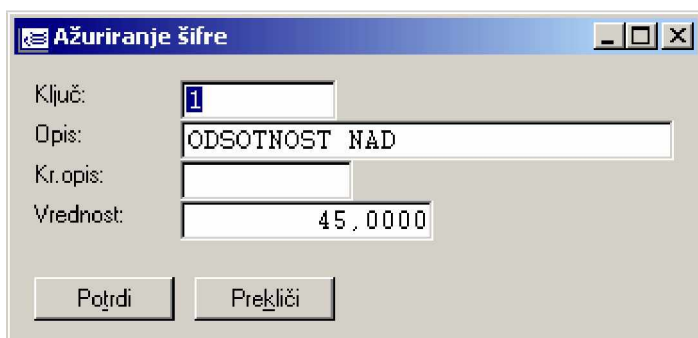 Ažuriranje šifre
Ključ: 1
Opis: ODSOTNOST NAD
Kr.opis:
Vrednost: 45,0000
Potrdi Prekliči